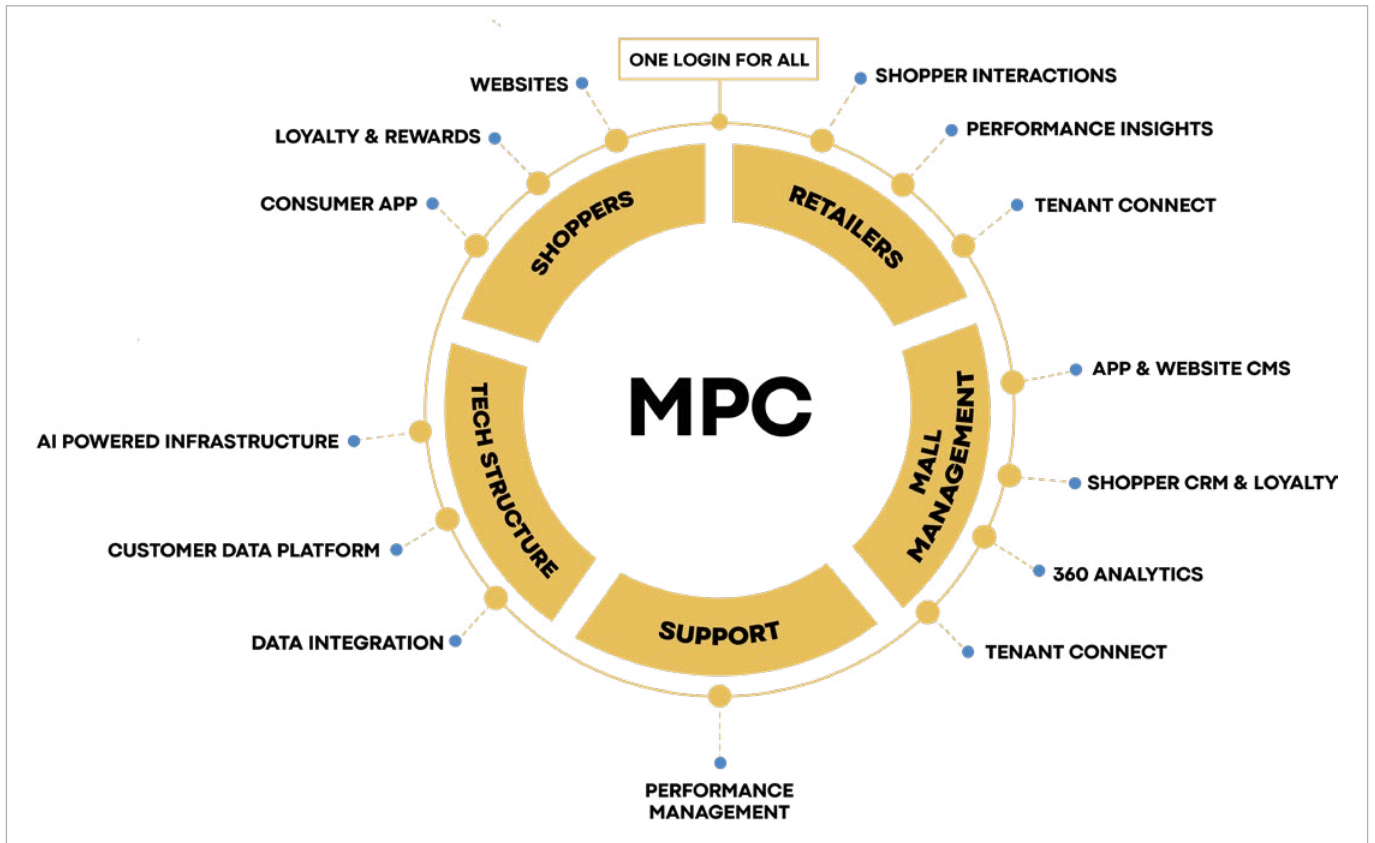 ONE LOGIN FOR ALL
WEBSITES
LOYALTY & REWARDS
CONSUMER APP
SHOPPER INTERACTIONS
PERFORMANCE INSIGHTS
TENANT CONNECT
SHOPPERS
RETAILERS
MPC
TECH STRUCTURE
MALL
MANAGEMENT
SUPPORT
APP & WEBSITE CMS
SHOPPER CRM & LOYALTY
360 ANALYTICS
TENANT CONNECT
AI POWERED INFRASTRUCTURE
CUSTOMER DATA PLATFORM
DATA INTEGRATION
PERFORMANCE
MANAGEMENT